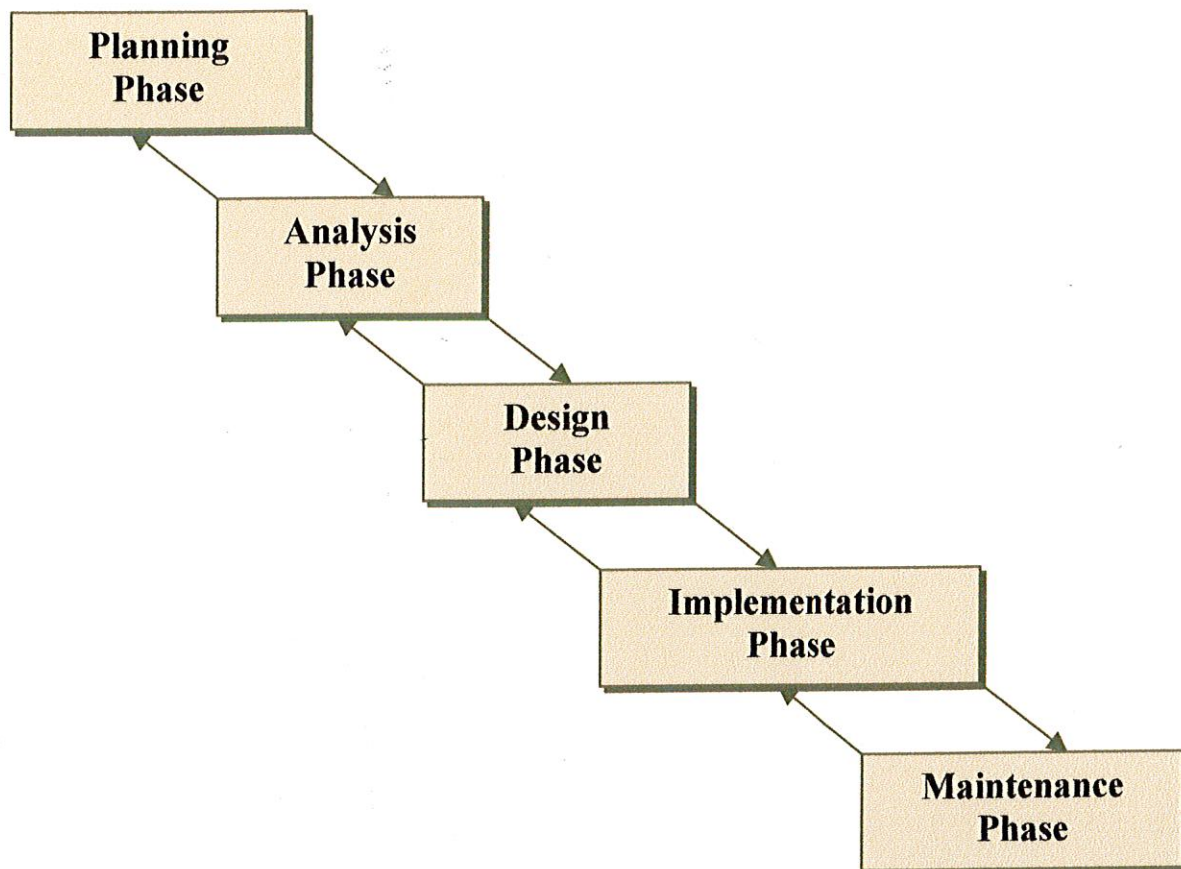 Planning
Phase
Analysis
Phase
Design
Phase
Implementation
Phase
Maintenance
Phase